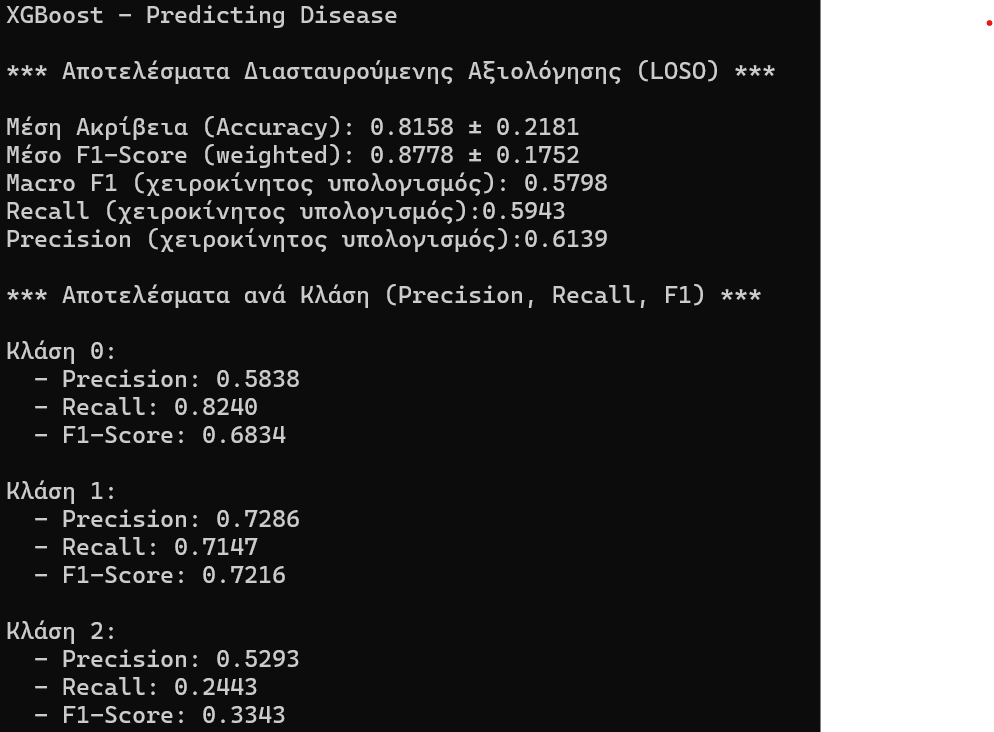 XGBoost - Predicting Disease
*** Αποτελέσματα Διασταυρούμενης Αξιολόγησης (LOSO) ***
Μέση Ακρίβεια (Accuracy): 0.8158 ± 0.2181
Μέσο F1-Score (weighted): 0.8778 ± 0.1752
Macro F1 (χειροκίνητος υπολογισμός): 0.5798
Recall (χειροκίνητος υπολογισμός):0.5943
Precision (χειροκίνητος υπολογισμός):0.6139
*** Αποτελέσματα ανά Κλάση (Precision, Recall, F1) ***
Κλάση 0:
- Precision: 0.5838
- Recall: 0.8240
- F1-Score: 0.6834
Κλάση 1:
- Precision: 0.7286
- Recall: 0.7147
- F1-Score: 0.7216
Κλάση 2:
- Precision: 0.5293
- Recall: 0.2443
- F1-Score: 0.3343